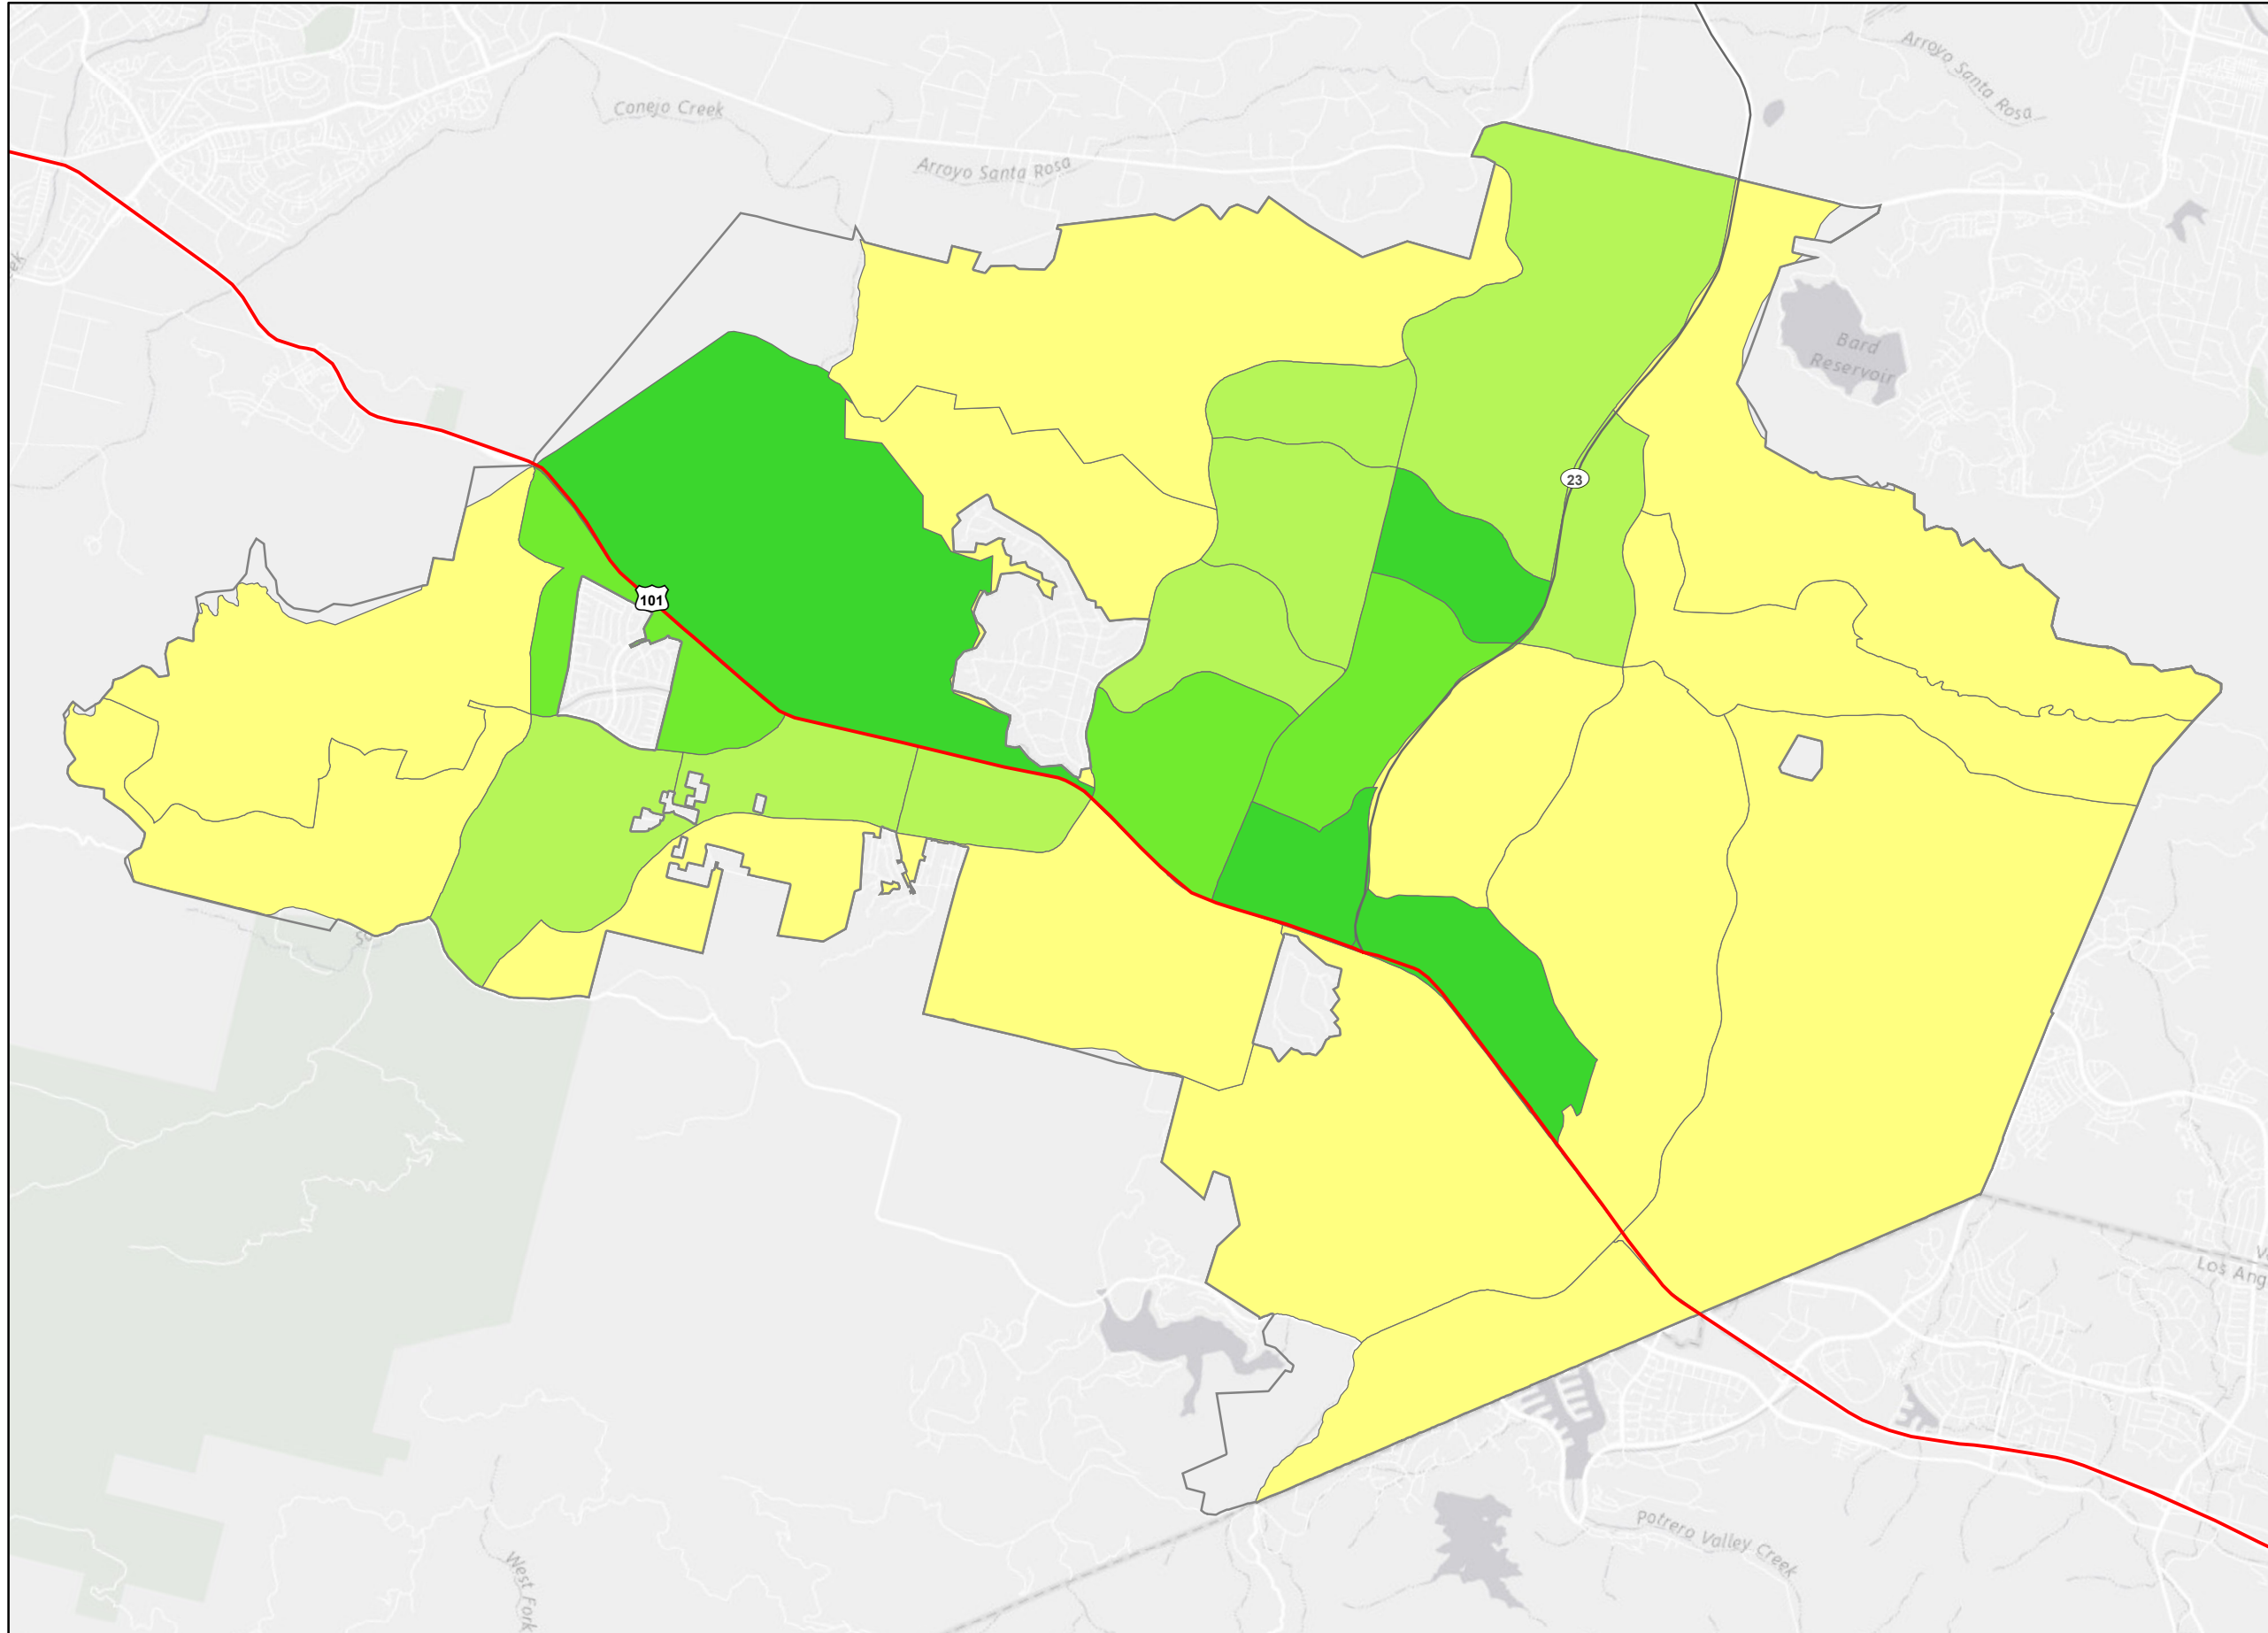 Arroyo Santa Rosa
Conejo Creek
Arroyo Santa Rosa
Bard
Reservoir
23
101
Los Ang
Potrero Valley Creek
West Fork